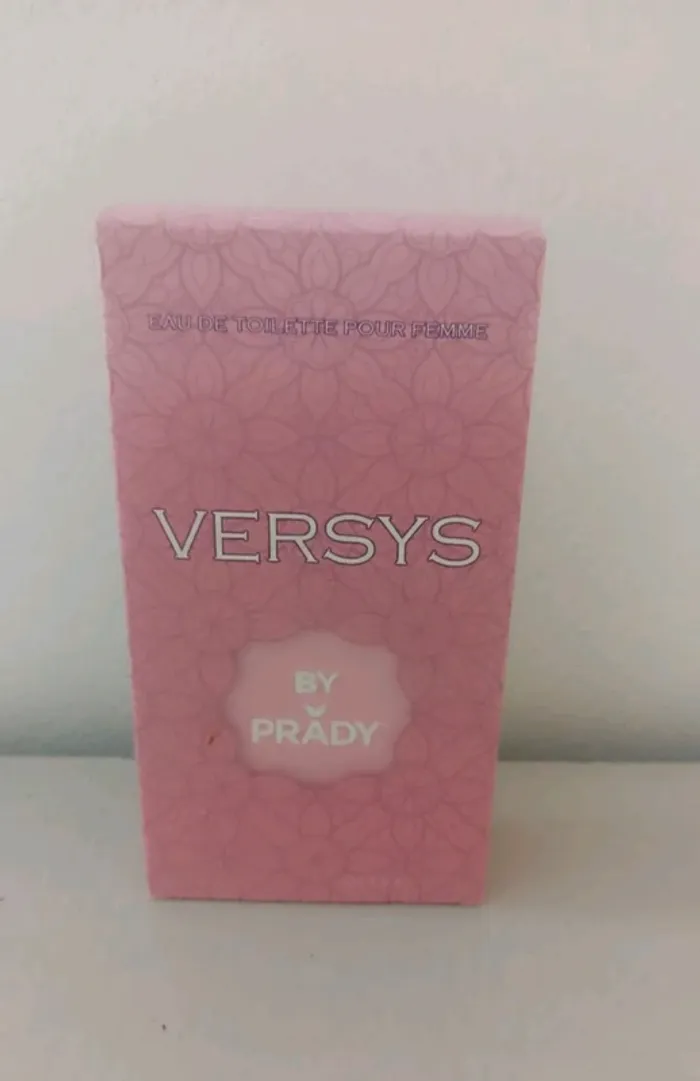 EAU DE TOILETTE POUR FEMME
VERSYS
BY
PRADY